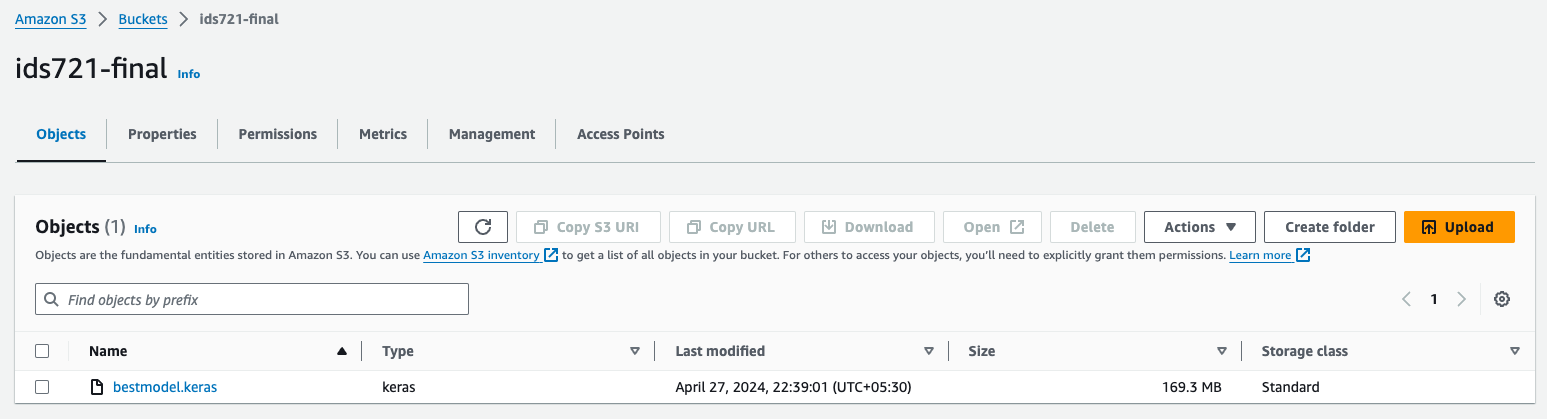 Amazon S3 > Buckets > ids721-final
ids721-final Info
Objects Properties Permissions Metrics Management Access Points
Objects (1) Info Copy S3 URI Copy URL Download Open Delete Actions Create folder Upload
Objects are the fundamental entities stored in Amazon S3. You can use Amazon S3 inventory to get a list of all objects in your bucket. For others to access your objects, you'll need to explicitly grant them permissions. Learn more
Find objects by prefix 1
Name Type Last modified Size Storage class
bestmodel.keras keras April 27, 2024, 22:39:01 (UTC+05:30) 169.3 MB Standard